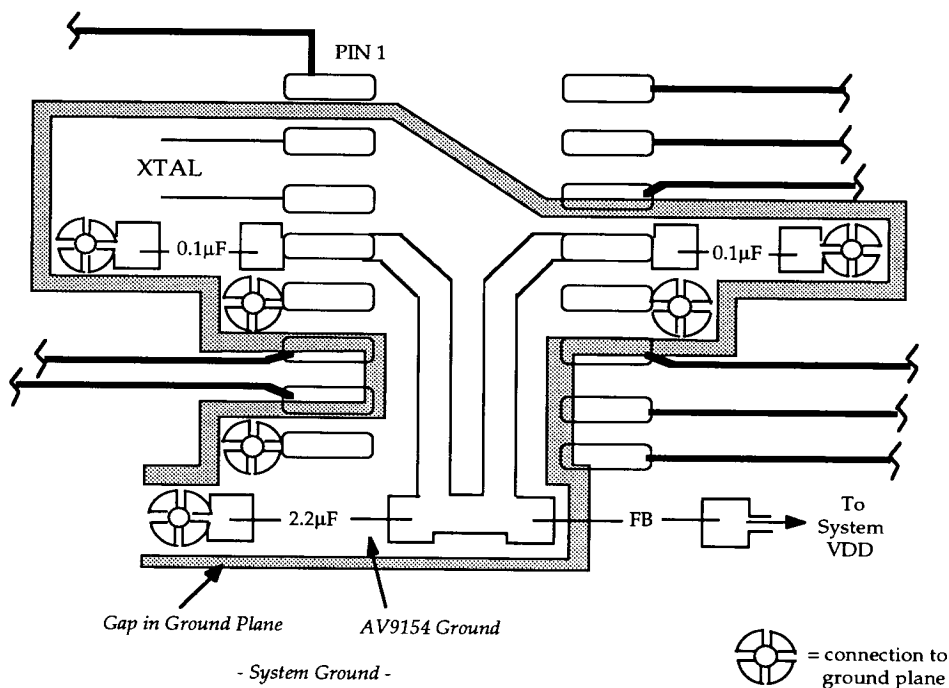 PIN 1
XTAL
0.1µF
0.1µF
2.2µF
FB
To
System
VDD
Gap in Ground Plane
AV9154 Ground
- System Ground -
= connection to
ground plane